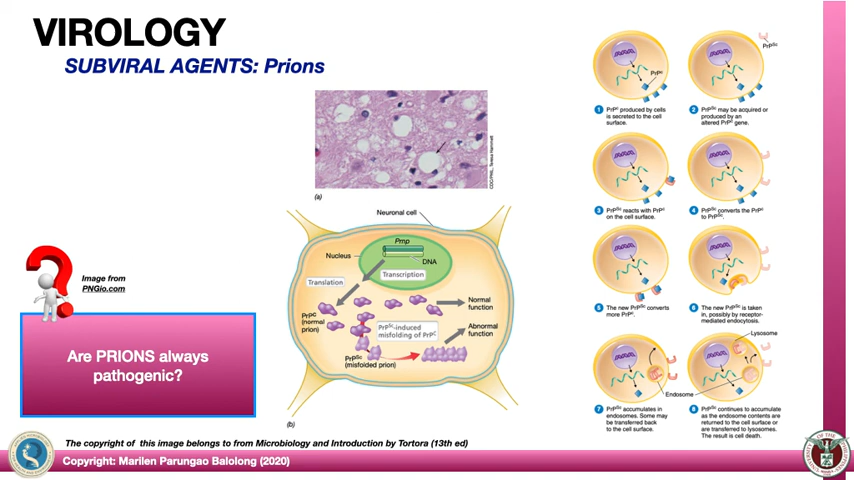 VIROLOGY
SUBVIRAL AGENTS: Prions
CDC/PHIL, Teresa Hammett
(a)
Neuronal cell
Prnp
Nucleus
DNA
Translation
Transcription
PrPC
(normal
prion)
Normal
function
PrPSc-induced
misfolding of PrPC
Abnormal
function
PrPSc
(misfolded prion)
(b)
Image from
PNGio.com
Are PRIONS always
pathogenic?
PrPc
PrPSc
1 PrPc produced by cells
is secreted to the cell
surface.
2 PrPSc may be acquired or
produced by an
altered PrPc gene.
3 PrPSc reacts with PrPc
on the cell surface.
4 PrPSc converts the PrPc
to PrPSc.
5 The new PrPSc converts
more PrPc.
6 The new PrPSc is taken
in, possibly by receptor-
mediated endocytosis.
Lysosome
Endosome
7 PrPSc accumulates in
endosomes. Some may
be transferred back
to the cell surface.
8 PrPSc continues to accumulate
as the endosome contents are
returned to the cell surface or
are transferred to lysosomes.
The result is cell death.
The copyright of this image belongs to from Microbiology and Introduction by Tortora (13th ed)
Copyright: Marilen Parungao Balolong (2020)